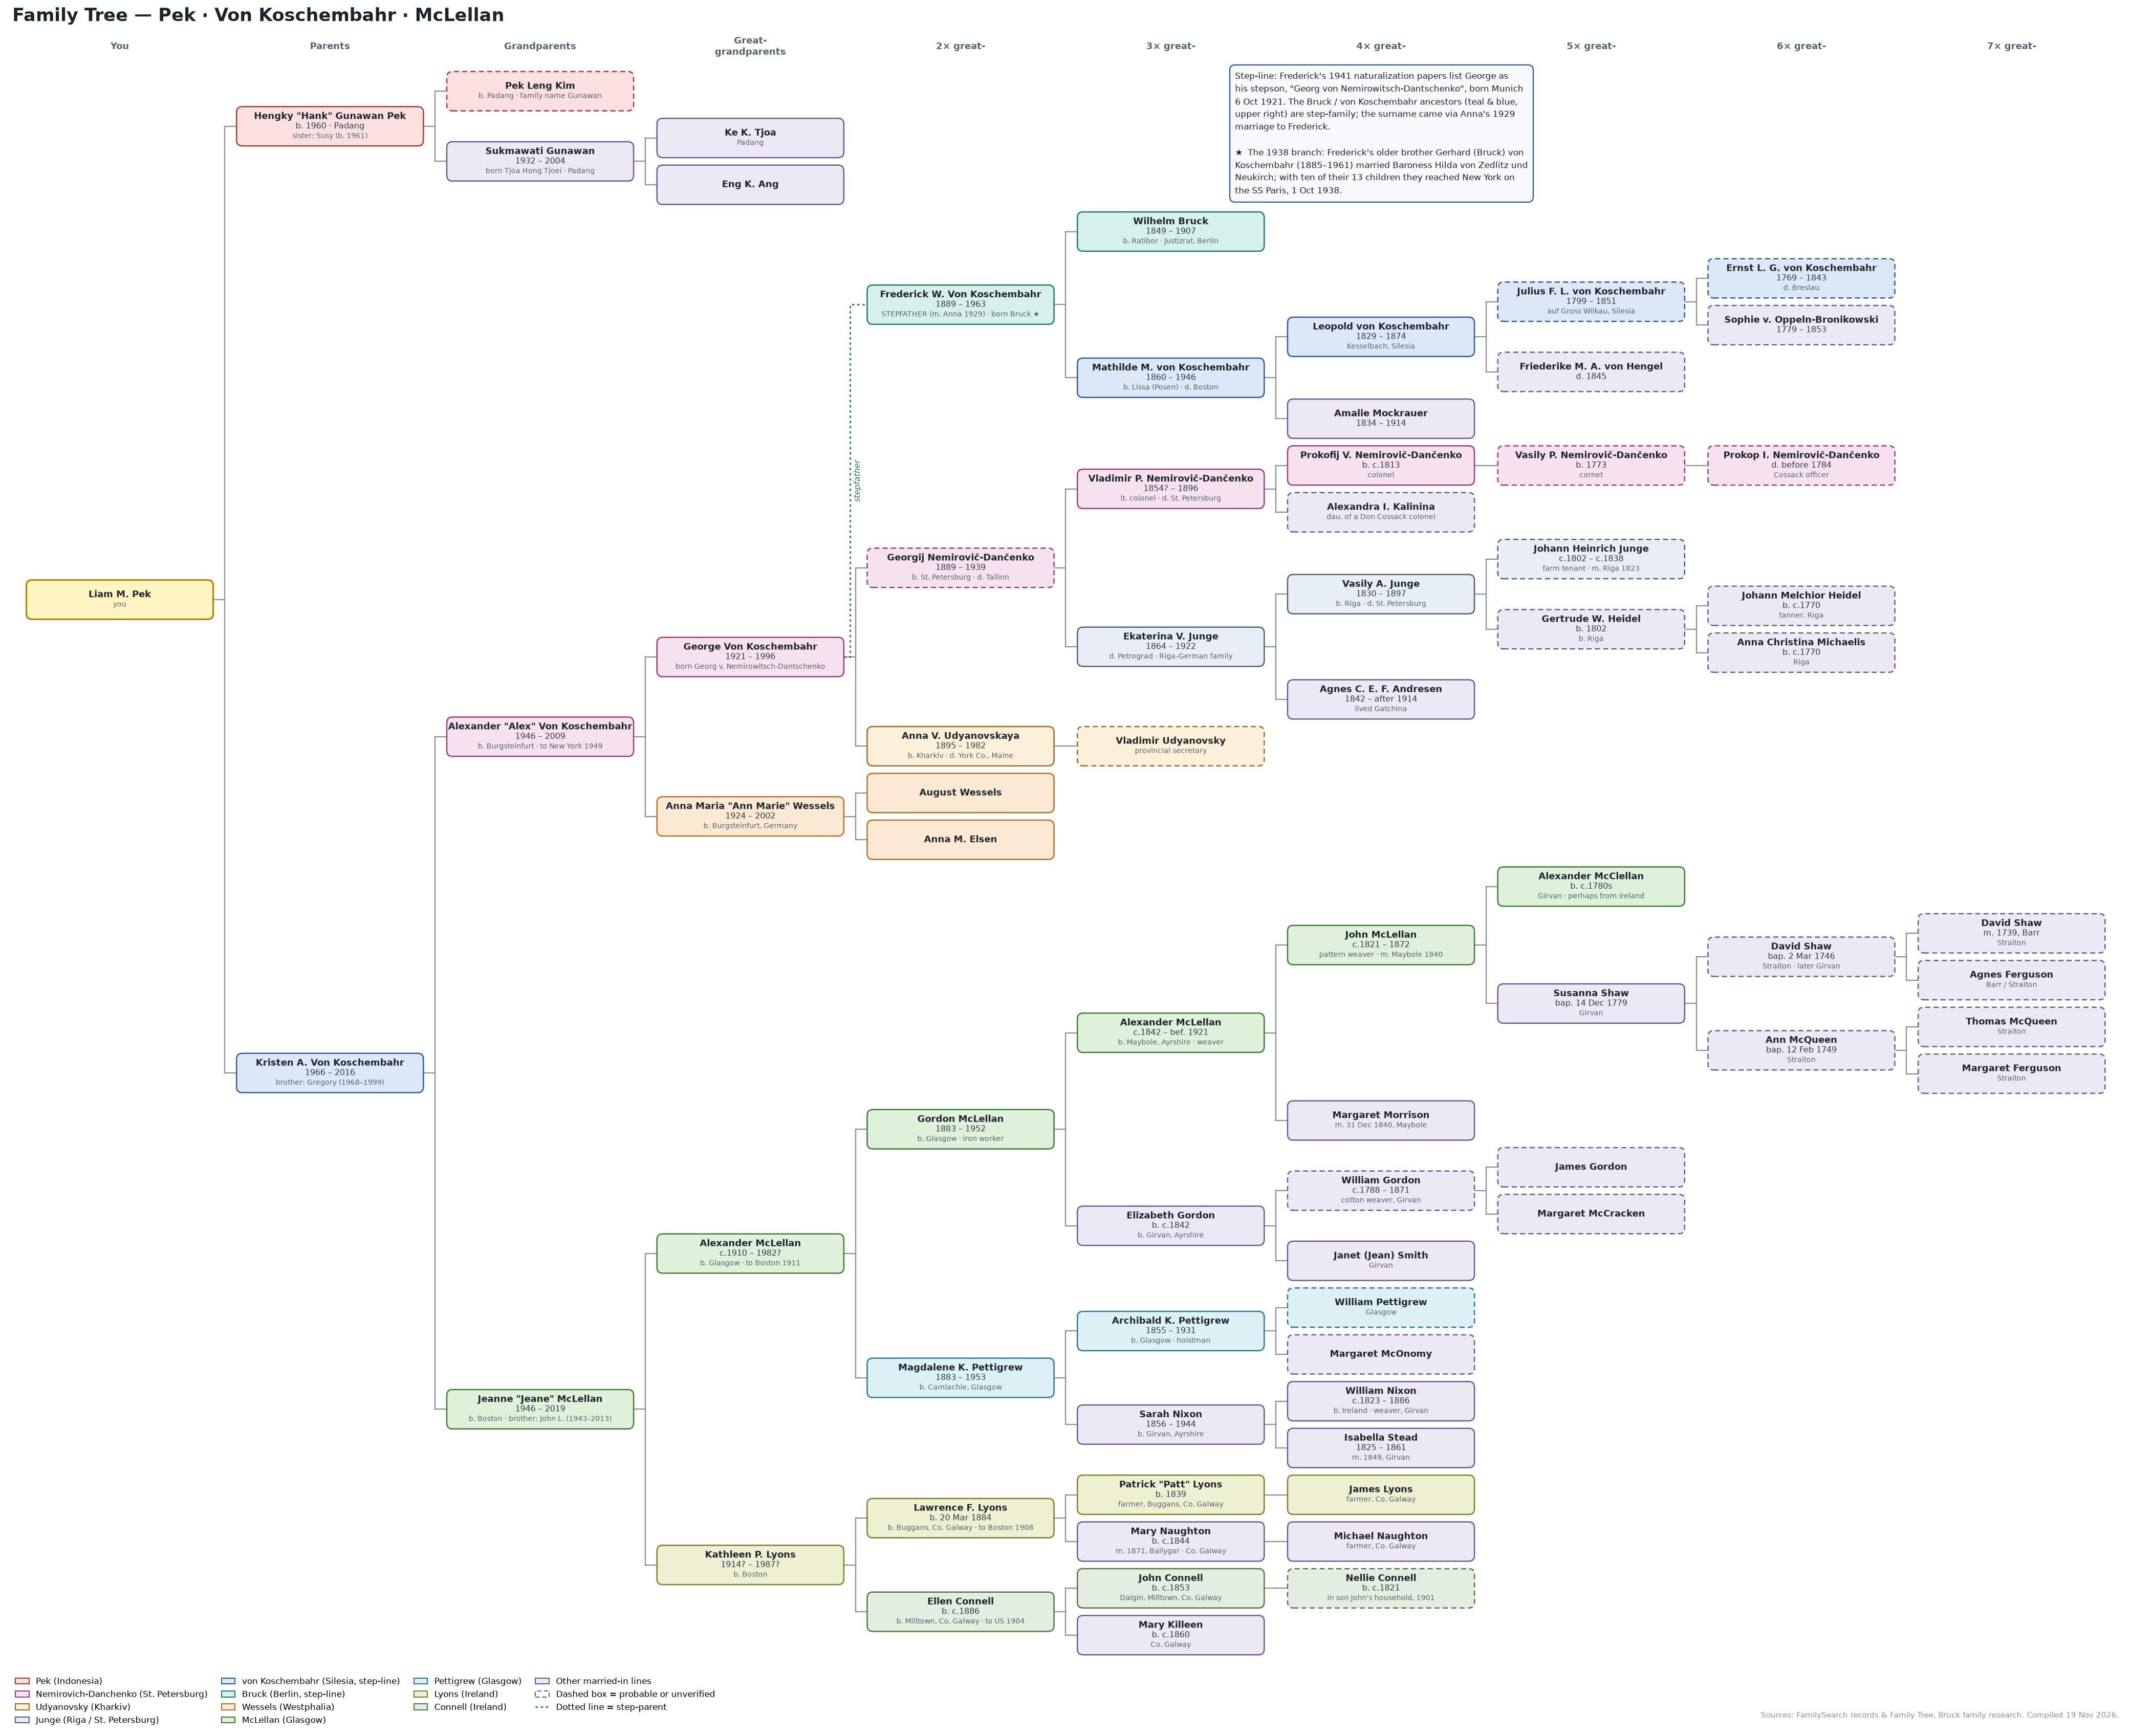 Family Tree — Pek · Von Koschembahr · McLellan
You
Parents
Grandparents
Great-
grandparents
2× great-
3× great-
4× great-
5× great-
6× great-
7× great-
Step-line: Frederick's 1941 naturalization papers list George as
his stepson, "Georg von Nemirowitsch-Dantschenko", born Munich
6 Oct 1921. The Bruck / von Koschembahr ancestors (teal & blue,
upper right) are step-family; the surname came via Anna's 1929
marriage to Frederick.
★ The 1938 branch: Frederick's older brother Gerhard (Bruck) von
Koschembahr (1885–1961) married Baroness Hilda von Zedlitz und
Neukirch; with ten of their 13 children they reached New York on
the SS Paris, 1 Oct 1938.
Liam M. Pek
you
Hengky "Hank" Gunawan Pek
b. 1960 · Padang
sister: Susy (b. 1961)
Kristen A. Von Koschembahr
1966 – 2016
brother: Gregory (1968–1999)
Pek Leng Kim
b. Padang · family name Gunawan
Sukmawati Gunawan
1932 – 2004
born Tjoa Hong Tjoei · Padang
Alexander "Alex" Von Koschembahr
1946 – 2009
b. Burgsteinfurt · to New York 1949
Jeanne "Jeane" McLellan
1946 – 2019
b. Boston · brother: John L. (1943–2013)
Ke K. Tjoa
Padang
Eng K. Ang
George Von Koschembahr
1921 – 1996
born Georg v. Nemirowitsch-Dantschenko
Anna Maria "Ann Marie" Wessels
1924 – 2002
b. Burgsteinfurt, Germany
Alexander McLellan
c.1910 – 1982?
b. Glasgow · to Boston 1911
Kathleen P. Lyons
1914? – 1987?
b. Boston
stepfather
Frederick W. Von Koschembahr
1889 – 1963
STEPFATHER (m. Anna 1929) · born Bruck ★
Georgij Nemirovič-Dančenko
1889 – 1939
b. St. Petersburg · d. Tallinn
Anna V. Udyanovskaya
1895 – 1982
b. Kharkiv · d. York Co., Maine
August Wessels
Anna M. Elsen
Gordon McLellan
1883 – 1952
b. Glasgow · iron worker
Magdalene K. Pettigrew
1883 – 1953
b. Camlachie, Glasgow
Lawrence F. Lyons
b. 20 Mar 1884
b. Buggans, Co. Galway · to Boston 1908
Ellen Connell
b. c.1886
b. Milltown, Co. Galway · to US 1904
Wilhelm Bruck
1849 – 1907
b. Ratibor · Justizrat, Berlin
Mathilde M. von Koschembahr
1860 – 1946
b. Lissa (Posen) · d. Boston
Vladimir P. Nemirovič-Dančenko
1854? – 1896
lt. colonel · d. St. Petersburg
Ekaterina V. Junge
1864 – 1922
d. Petrograd · Riga-German family
Vladimir Udyanovsky
provincial secretary
Alexander McLellan
c.1842 – bef. 1921
b. Maybole, Ayrshire · weaver
Elizabeth Gordon
b. c.1842
b. Girvan, Ayrshire
Archibald K. Pettigrew
1855 – 1931
b. Glasgow · hoistman
Sarah Nixon
1856 – 1944
b. Girvan, Ayrshire
Patrick "Patt" Lyons
b. 1839
farmer, Buggans, Co. Galway
Mary Naughton
b. c.1844
m. 1871, Ballygar · Co. Galway
John Connell
b. c.1853
Dalgin, Milltown, Co. Galway
Mary Killeen
b. c.1860
Co. Galway
Leopold von Koschembahr
1829 – 1874
Kesselbach, Silesia
Amalie Mockrauer
1834 – 1914
Prokofij V. Nemirovič-Dančenko
b. c.1813
colonel
Alexandra I. Kalinina
dau. of a Don Cossack colonel
Vasily A. Junge
1830 – 1897
b. Riga · d. St. Petersburg
Agnes C. E. F. Andresen
1842 – after 1914
lived Gatchina
John McLellan
c.1821 – 1872
pattern weaver · m. Maybole 1840
Margaret Morrison
m. 31 Dec 1840, Maybole
William Gordon
c.1788 – 1871
cotton weaver, Girvan
Janet (Jean) Smith
Girvan
William Pettigrew
Glasgow
Margaret McOnomy
William Nixon
c.1823 – 1886
b. Ireland · weaver, Girvan
Isabella Stead
1825 – 1861
m. 1849, Girvan
James Lyons
farmer, Co. Galway
Michael Naughton
farmer, Co. Galway
Nellie Connell
b. c.1821
in son John's household, 1901
Julius F. L. von Koschembahr
1799 – 1851
auf Gross Wilkau, Silesia
Friederike M. A. von Hengel
d. 1845
Vasily P. Nemirovič-Dančenko
b. 1773
cornet
Johann Heinrich Junge
c.1802 – c.1838
farm tenant · m. Riga 1823
Gertrude W. Heidel
b. 1802
b. Riga
Alexander McClellan
b. c.1780s
Girvan · perhaps from Ireland
Susanna Shaw
bap. 14 Dec 1779
Girvan
James Gordon
Margaret McCracken
Ernst L. G. von Koschembahr
1769 – 1843
d. Breslau
Sophie v. Oppeln-Bronikowski
1779 – 1853
Prokop I. Nemirovič-Dančenko
d. before 1784
Cossack officer
Johann Melchior Heidel
b. c.1770
tanner, Riga
Anna Christina Michaelis
b. c.1770
Riga
David Shaw
bap. 2 Mar 1746
Straiton · later Girvan
Ann McQueen
bap. 12 Feb 1749
Straiton
David Shaw
m. 1739, Barr
Straiton
Agnes Ferguson
Barr / Straiton
Thomas McQueen
Straiton
Margaret Ferguson
Straiton
Pek (Indonesia)
Nemirovich-Danchenko (St. Petersburg)
Udyanovsky (Kharkiv)
Junge (Riga / St. Petersburg)
von Koschembahr (Silesia, step-line)
Bruck (Berlin, step-line)
Wessels (Westphalia)
McLellan (Glasgow)
Pettigrew (Glasgow)
Lyons (Ireland)
Connell (Ireland)
Other married-in lines
Dashed box = probable or unverified
Dotted line = step-parent
Sources: FamilySearch records & Family Tree, Bruck family research. Compiled 19 Nov 2026.